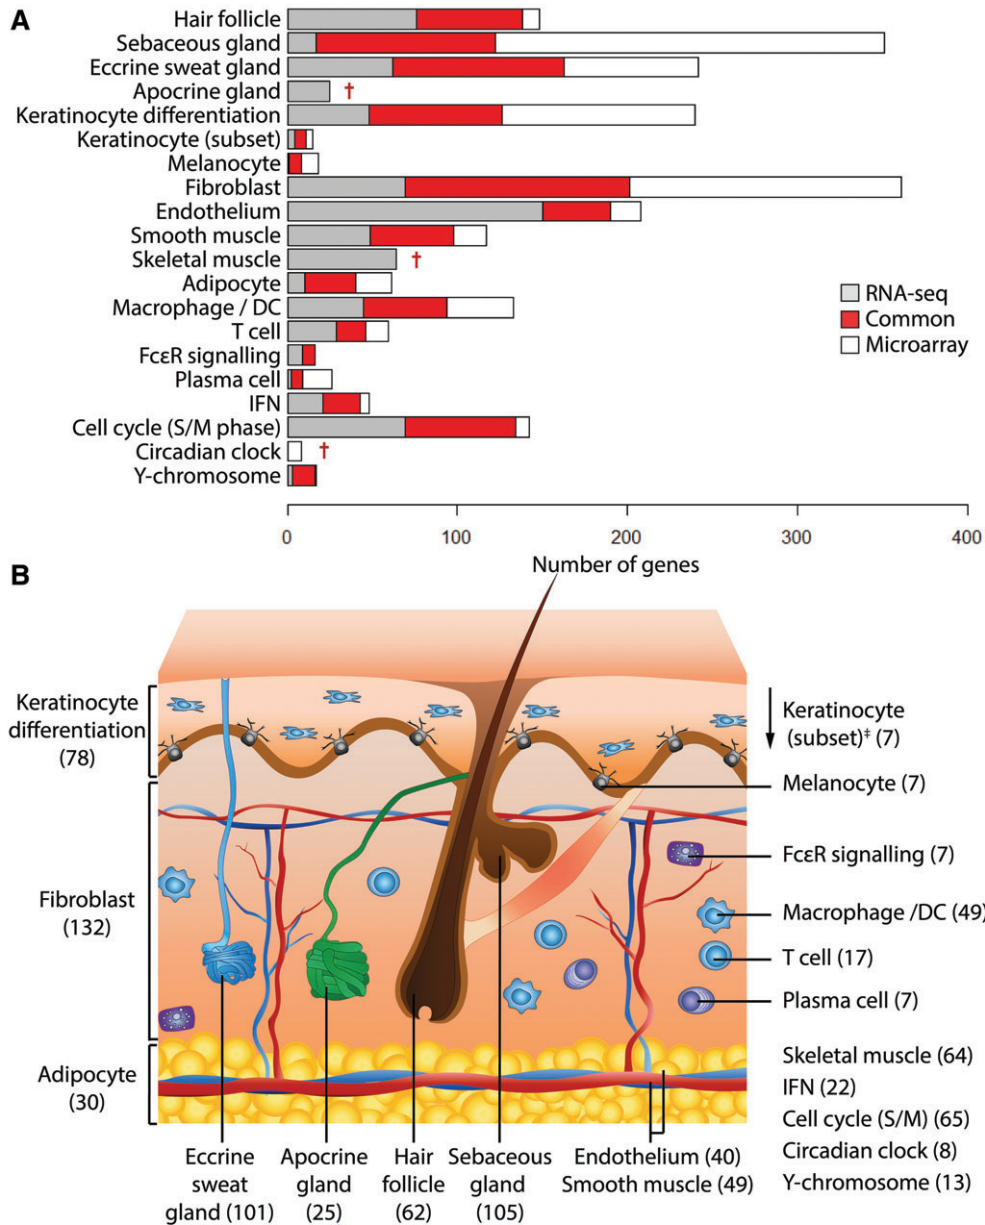 A
Hair follicle
Sebaceous gland
Eccrine sweat gland
Apocrine gland †
Keratinocyte differentiation
Keratinocyte (subset)
Melanocyte
Fibroblast
Endothelium
Smooth muscle
Skeletal muscle †
Adipocyte
Macrophage / DC
T cell
FcεR signalling
Plasma cell
IFN
Cell cycle (S/M phase)
Circadian clock †
Y-chromosome
RNA-seq
Common
Microarray
0 100 200 300 400
Number of genes
B
Keratinocyte
differentiation
(78)
Fibroblast
(132)
Adipocyte
(30)
Keratinocyte
(subset)‡ (7)
Melanocyte (7)
FcεR signalling (7)
Macrophage /DC (49)
T cell (17)
Plasma cell (7)
Skeletal muscle (64)
IFN (22)
Cell cycle (S/M) (65)
Circadian clock (8)
Y-chromosome (13)
Eccrine
sweat
gland (101)
Apocrine
gland
(25)
Hair
follicle
(62)
Sebaceous
gland
(105)
Endothelium (40)
Smooth muscle (49)